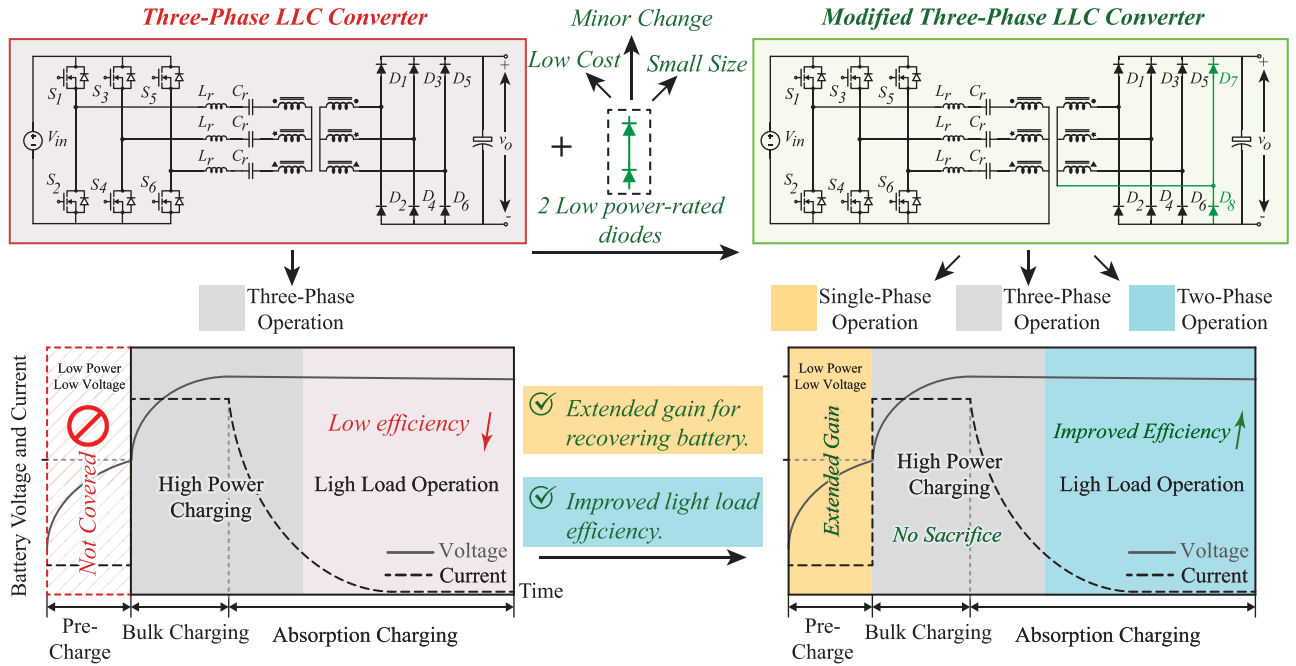 Three-Phase LLC Converter
Minor Change
Low Cost
Small Size
Modified Three-Phase LLC Converter
S1
S3
S5
Lr
Cr
Lr
Cr
Lr
Cr
Vin
S2
S4
S6
D1
D3
D5
D2
D4
D6
+
vo
-
+
2 Low power-rated
diodes
S1
S3
S5
Lr
Cr
Lr
Cr
Lr
Cr
Vin
S2
S4
S6
D1
D3
D5
D7
D2
D4
D6
D8
+
vo
-
Three-Phase
Operation
Single-Phase
Operation
Three-Phase
Operation
Two-Phase
Operation
Battery Voltage and Current
Low Power
Low Voltage
Not Covered
High Power
Charging
Low efficiency
Ligh Load Operation
Voltage
Current
Time
Pre-
Charge
Bulk Charging
Absorption Charging
Extended gain for
recovering battery.
Improved light load
efficiency.
Low Power
Low Voltage
Extended Gain
High Power
Charging
No Sacrifice
Improved Efficiency
Ligh Load Operation
Voltage
Current
Pre-
Charge
Bulk Charging
Absorption Charging